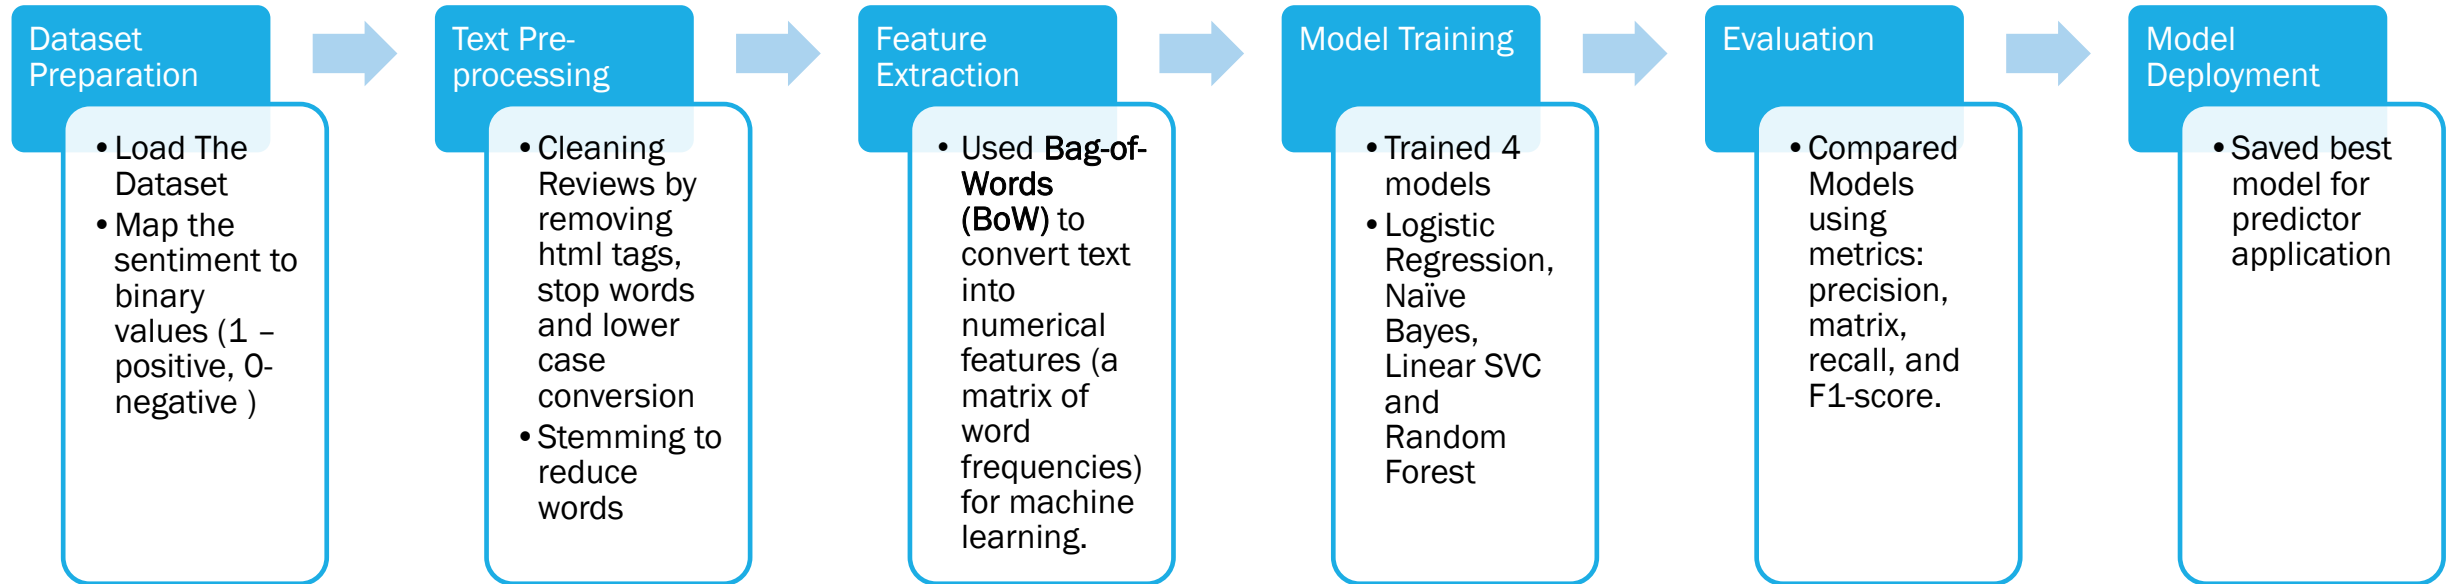 Dataset
Preparation
• Load The
Dataset
• Map the
sentiment to
binary
values (1 –
positive, 0-
negative )
Text Pre-
processing
• Cleaning
Reviews by
removing
html tags,
stop words
and lower
case
conversion
• Stemming to
reduce
words
Feature
Extraction
• Used Bag-of-
Words
(BoW) to
convert text
into
numerical
features (a
matrix of
word
frequencies)
for machine
learning.
Model Training
• Trained 4
models
• Logistic
Regression,
Naïve
Bayes,
Linear SVC
and
Random
Forest
Evaluation
• Compared
Models
using
metrics:
precision,
matrix,
recall, and
F1-score.
Model
Deployment
• Saved best
model for
predictor
application